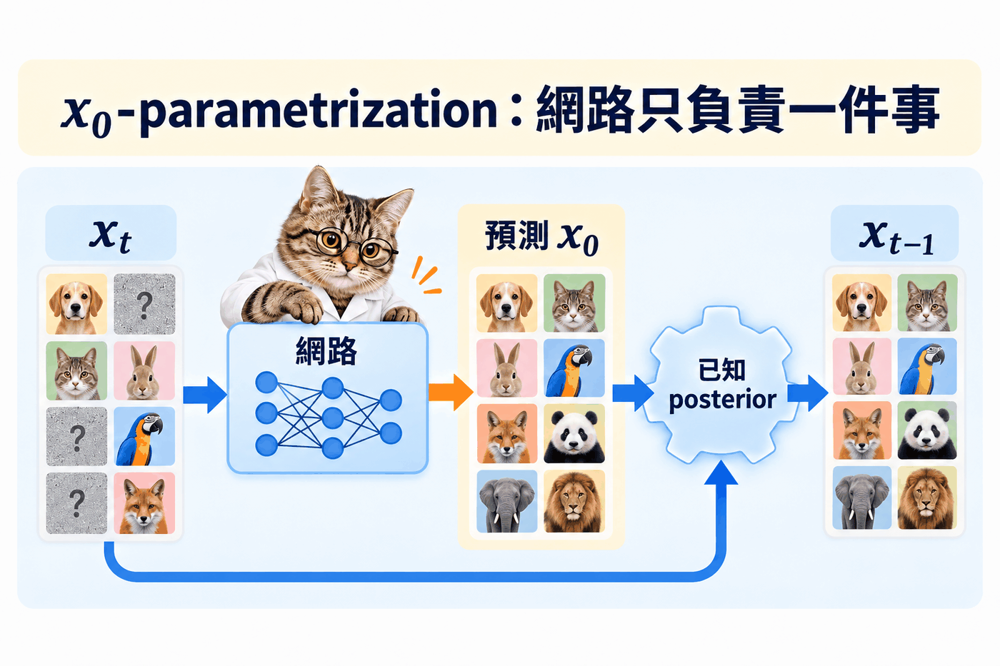 x₀-parametrization：網路只負責一件事
xₜ
?
?
?
網路
預測 x₀
已知
posterior
xₜ₋₁